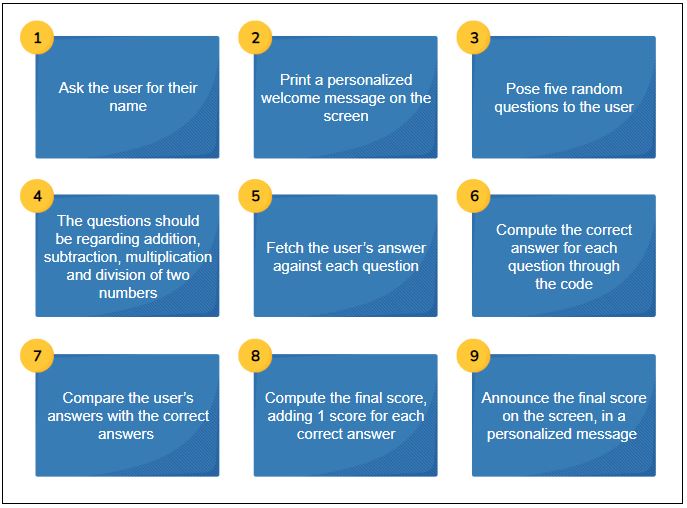 1
Ask the user for their
name
2
Print a personalized
welcome message on the
screen
3
Pose five random
questions to the user
4
The questions should
be regarding addition,
subtraction, multiplication
and division of two
numbers
5
Fetch the user’s answer
against each question
6
Compute the correct
answer for each
question through
the code
7
Compare the user’s
answers with the correct
answers
8
Compute the final score,
adding 1 score for each
correct answer
9
Announce the final score
on the screen, in a
personalized message